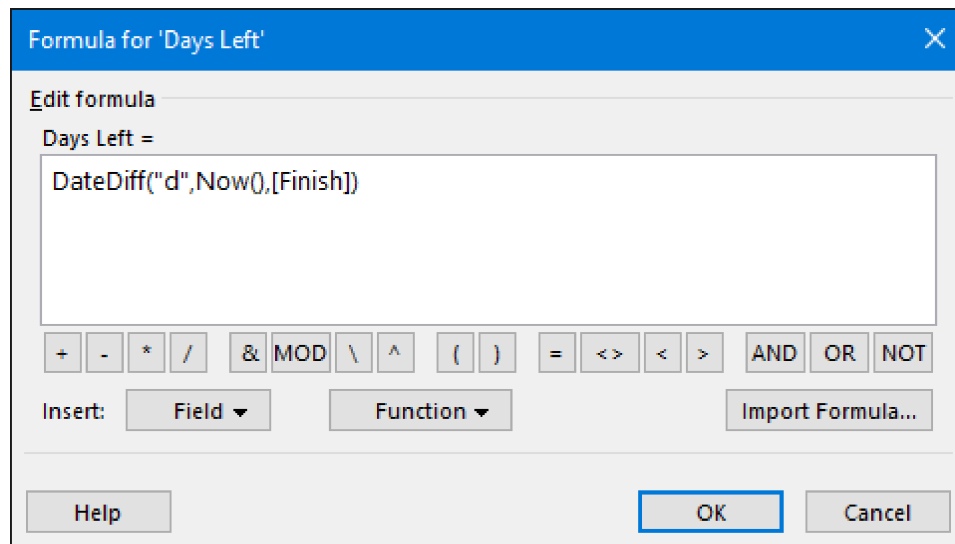 Formula for 'Days Left'
Edit formula
Days Left =
DateDiff("d",Now(),[Finish])
+ - * / & MOD \ ^ ( ) = <> < > AND OR NOT
Insert: Field Function Import Formula...
Help OK Cancel